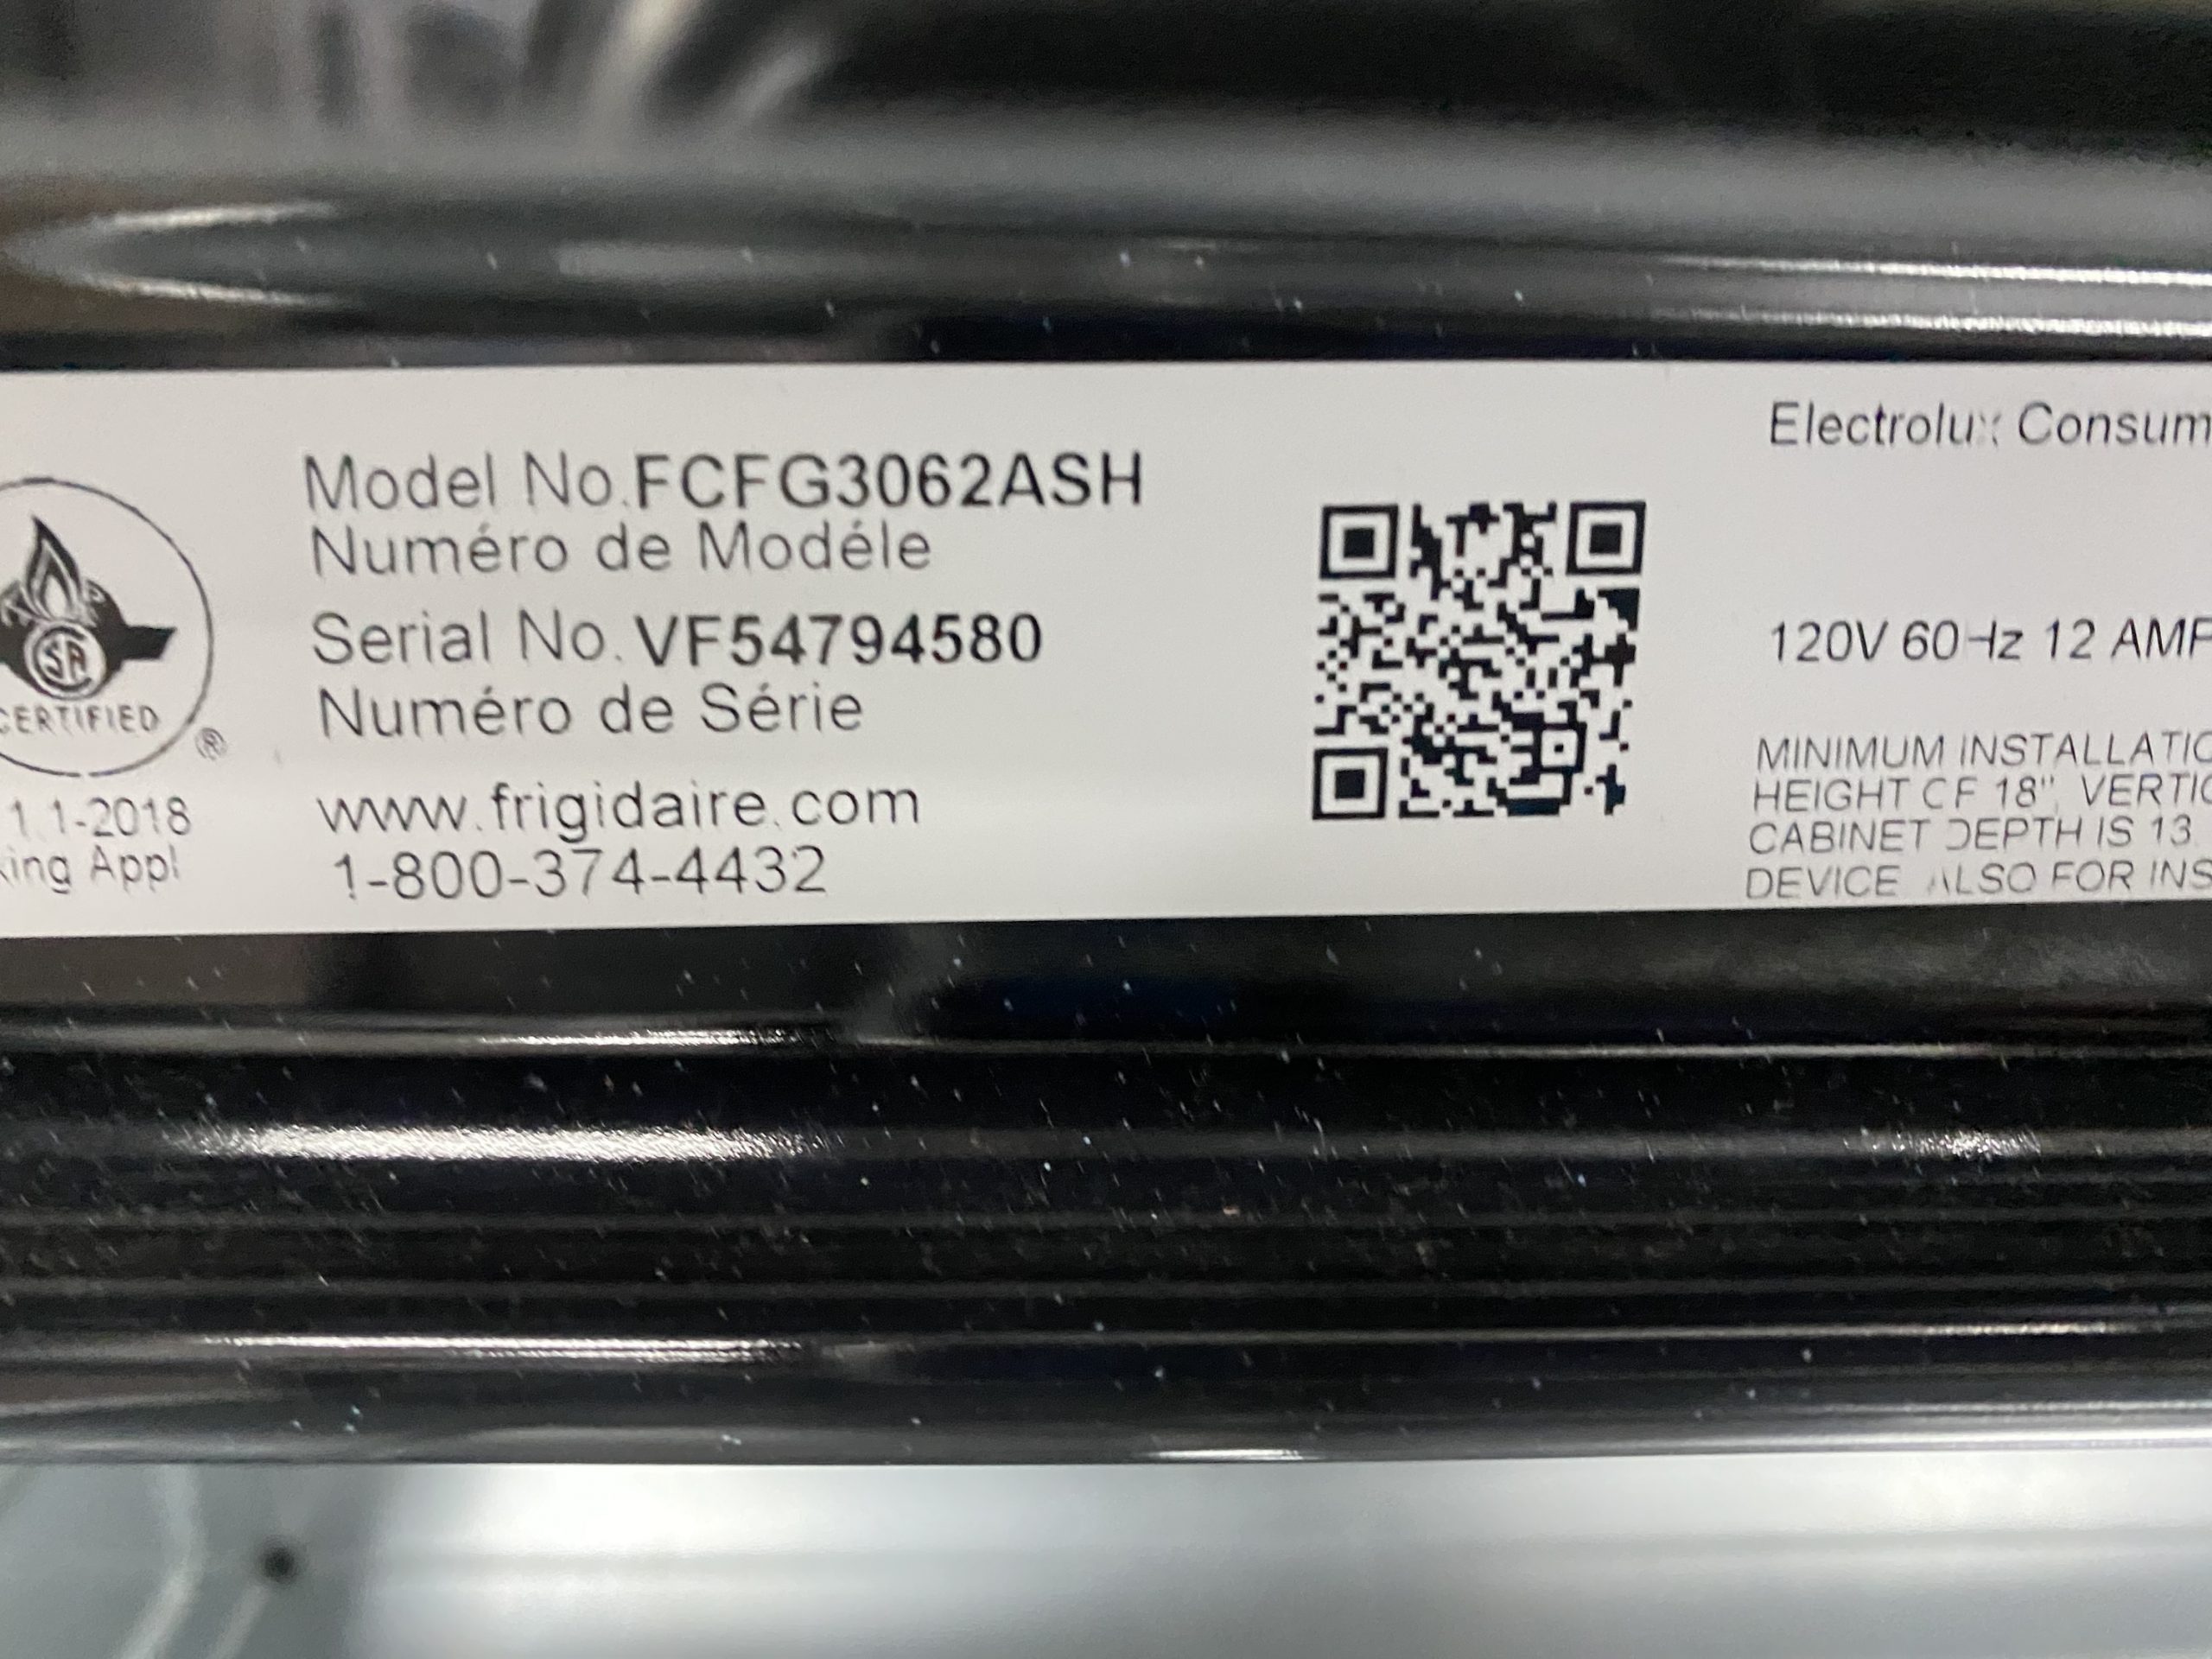 CERTIFIED
®
1.1-2018
king Appl
Model No.FCFG3062ASH
Numéro de Modéle
Serial No. VF54794580
Numéro de Série
www.frigidaire.com
1-800-374-4432
Electrolux Consum
120V 60Hz 12 AMP
MINIMUM INSTALLATIO
HEIGHT OF 18", VERTIC
CABINET DEPTH IS 13
DEVICE ALSO FOR INS